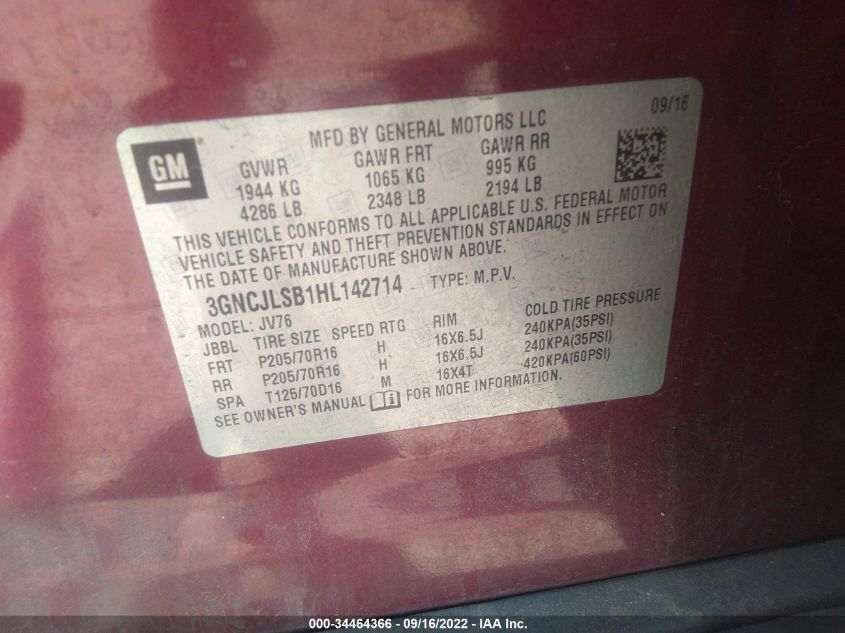 09/16
MFD BY GENERAL MOTORS LLC
GM
GVWR GAWR FRT GAWR RR
1944 KG 1065 KG 995 KG
4286 LB 2348 LB 2194 LB
THIS VEHICLE CONFORMS TO ALL APPLICABLE U.S. FEDERAL MOTOR
VEHICLE SAFETY AND THEFT PREVENTION STANDARDS IN EFFECT ON
THE DATE OF MANUFACTURE SHOWN ABOVE.
3GNCJLSB1HL142714 TYPE: M.P.V.
MODEL: JV76
JBBL TIRE SIZE SPEED RTG RIM COLD TIRE PRESSURE
FRT P205/70R16 H 16X6.5J 240KPA(35PSI)
RR P205/70R16 H 16X6.5J 240KPA(35PSI)
SPA T125/70D16 M 16X4T 420KPA(60PSI)
SEE OWNER'S MANUAL FOR MORE INFORMATION.
000-34464366 - 09/16/2022 - IAA Inc.